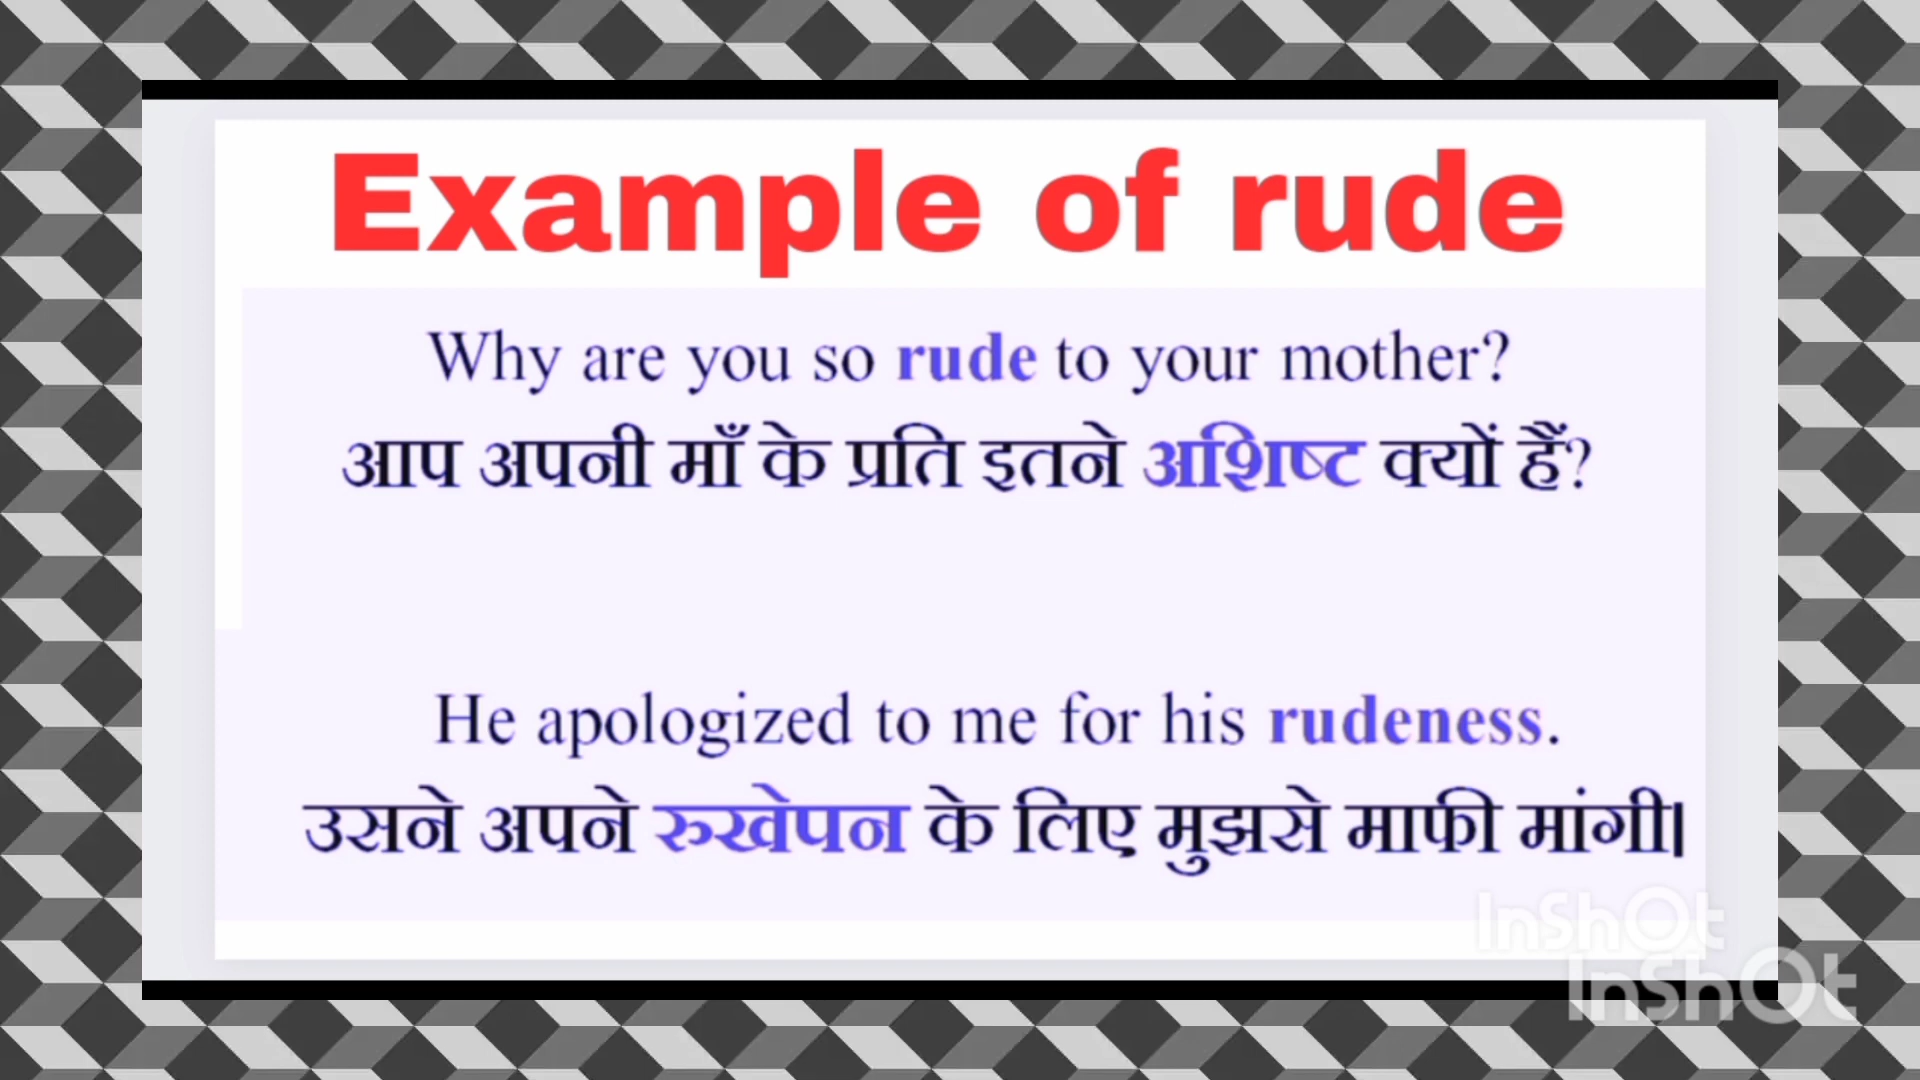 Example of rude
Why are you so rude to your mother?
आप अपनी माँ के प्रति इतने अशिष्ट क्यों हैं?
He apologized to me for his rudeness.
उसने अपने रुखेपन के लिए मुझसे माफी मांगी।
InShOt
InShOt